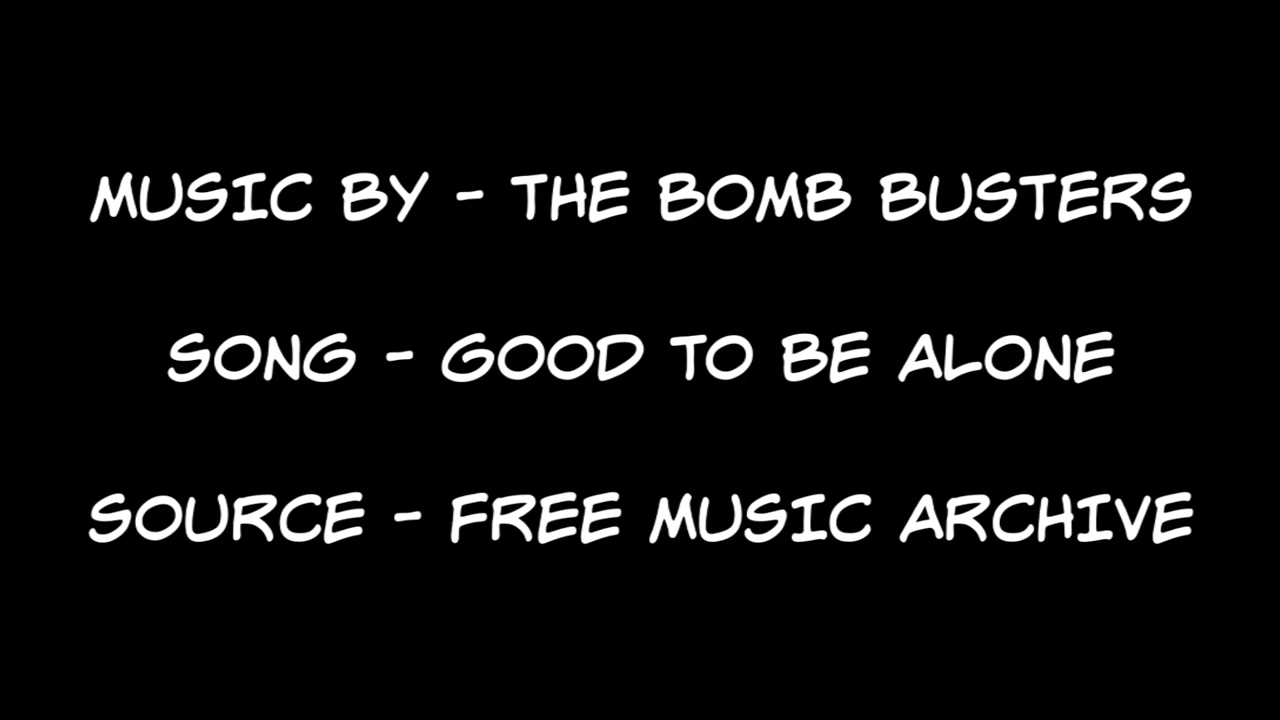 MUSIC BY - THE BOMB BUSTERS
SONG - GOOD TO BE ALONE
SOURCE - FREE MUSIC ARCHIVE